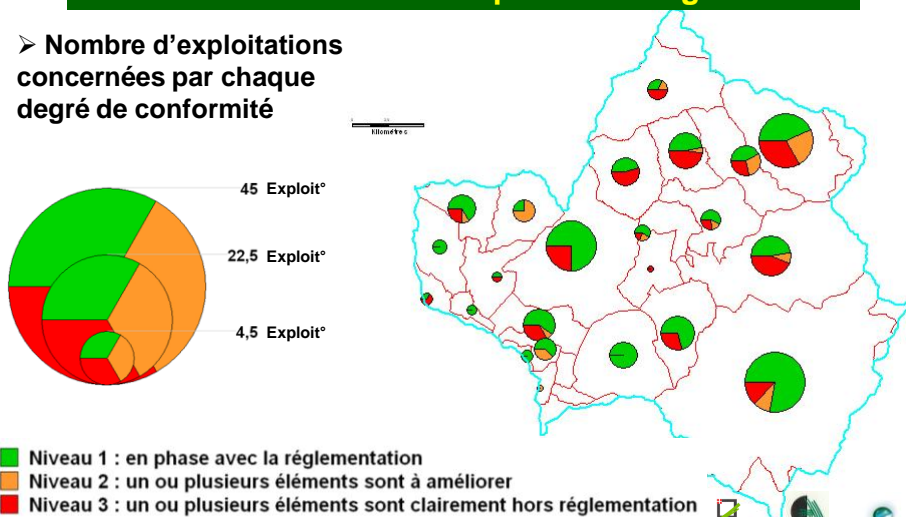 ➢ Nombre d'exploitations
concernées par chaque
degré de conformité
Kilomètres
45 Exploit°
22,5 Exploit°
4,5 Exploit°
Niveau 1 : en phase avec la réglementation
Niveau 2 : un ou plusieurs éléments sont à améliorer
Niveau 3 : un ou plusieurs éléments sont clairement hors réglementation